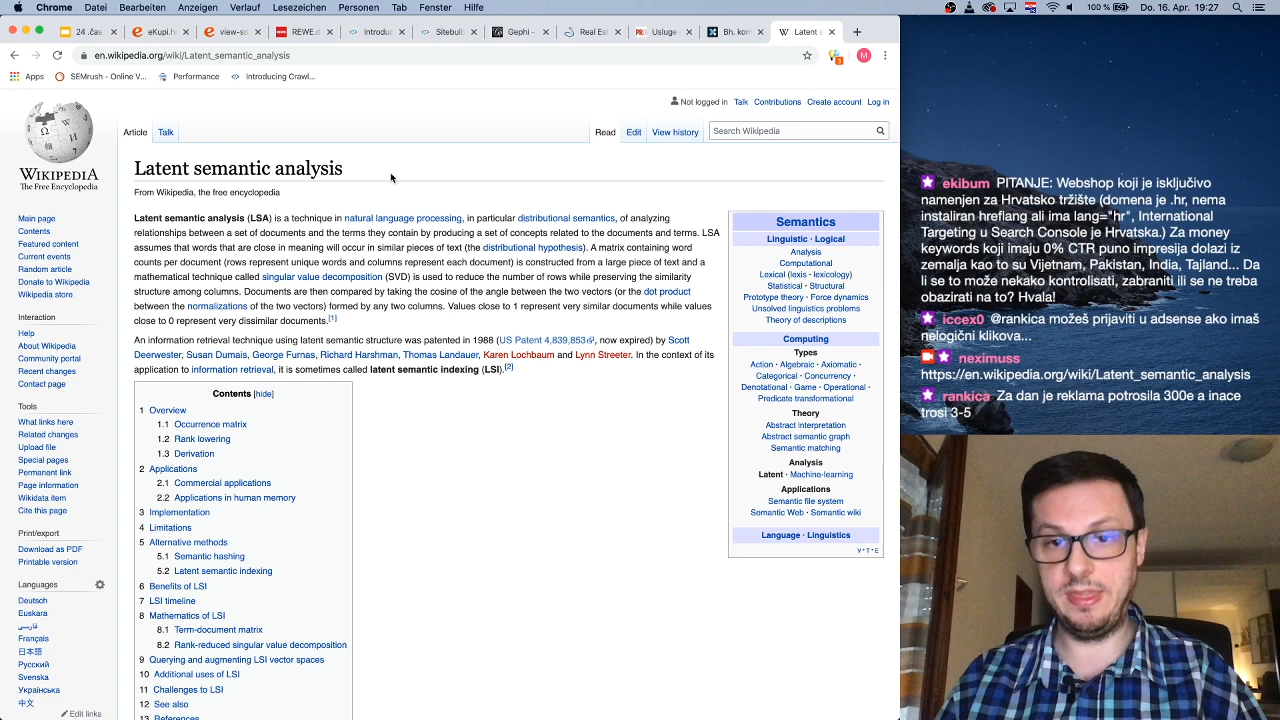 Chrome Datei Bearbeiten Anzeigen Verlauf Lesezeichen Personen Tab Fenster Hilfe
Do 16. Apr. 19:27
24 .čas
eKupi.h
view-so
REWE.d
Introduc
Sitebulb
Gephi -
Real Est
Usluge
Bh. kom
Latent s
en.wikipedia.org/wiki/Latent_semantic_analysis
Apps SEMrush - Online V... Performance Introducing Crawl...
Not logged in Talk Contributions Create account Log in
Article Talk Read Edit View history Search Wikipedia
WIKIPEDIA
The Free Encyclopedia
Main page
Contents
Featured content
Current events
Random article
Donate to Wikipedia
Wikipedia store
Interaction
Help
About Wikipedia
Community portal
Recent changes
Contact page
Tools
What links here
Related changes
Upload file
Special pages
Permanent link
Page information
Wikidata item
Cite this page
Print/export
Download as PDF
Printable version
Languages
Deutsch
Euskara
فارسی
Français
日本語
Русский
Svenska
Українська
中文
Edit links
Latent semantic analysis
From Wikipedia, the free encyclopedia
Latent semantic analysis (LSA) is a technique in natural language processing, in particular distributional semantics, of analyzing
relationships between a set of documents and the terms they contain by producing a set of concepts related to the documents and terms. LSA
assumes that words that are close in meaning will occur in similar pieces of text (the distributional hypothesis). A matrix containing word
counts per document (rows represent unique words and columns represent each document) is constructed from a large piece of text and a
mathematical technique called singular value decomposition (SVD) is used to reduce the number of rows while preserving the similarity
structure among columns. Documents are then compared by taking the cosine of the angle between the two vectors (or the dot product
between the normalizations of the two vectors) formed by any two columns. Values close to 1 represent very similar documents while values
close to 0 represent very dissimilar documents.[1]
An information retrieval technique using latent semantic structure was patented in 1988 (US Patent 4,839,853, now expired) by Scott
Deerwester, Susan Dumais, George Furnas, Richard Harshman, Thomas Landauer, Karen Lochbaum and Lynn Streeter. In the context of its
application to information retrieval, it is sometimes called latent semantic indexing (LSI).[2]
Contents [hide]
1 Overview
1.1 Occurrence matrix
1.2 Rank lowering
1.3 Derivation
2 Applications
2.1 Commercial applications
2.2 Applications in human memory
3 Implementation
4 Limitations
5 Alternative methods
5.1 Semantic hashing
5.2 Latent semantic indexing
6 Benefits of LSI
7 LSI timeline
8 Mathematics of LSI
8.1 Term-document matrix
8.2 Rank-reduced singular value decomposition
9 Querying and augmenting LSI vector spaces
10 Additional uses of LSI
11 Challenges to LSI
12 See also
13 References
Semantics
Linguistic · Logical
Analysis
Computational
Lexical (lexis · lexicology)
Statistical · Structural
Prototype theory · Force dynamics
Unsolved linguistics problems
Theory of descriptions
Computing
Types
Action · Algebraic · Axiomatic ·
Categorical · Concurrency ·
Denotational · Game · Operational ·
Predicate transformational
Theory
Abstract interpretation
Abstract semantic graph
Semantic matching
Analysis
Latent · Machine-learning
Applications
Semantic file system
Semantic Web · Semantic wiki
Language · Linguistics
V·T·E
ekibum PITANJE: Webshop koji je isključivo
namenjen za Hrvatsko tržište (domena je .hr, nema
instaliran hreflang ali ima lang="hr", International
Targeting u Search Console je Hrvatska.) Za money
keywords koji imaju 0% CTR puno impresija dolazi iz
zemalja kao to su Vijetnam, Pakistan, India, Tajland... Da
li se to može nekako kontrolisati, zabraniti ili se ne treba
obazirati na to? Hvala!
iccex0 @rankica možeš prijaviti u adsense ako imaš
nelogični klikova...
neximuss
https://en.wikipedia.org/wiki/Latent_semantic_analysis
rankica Za dan je reklama potrosila 300e a inace
trosi 3-5